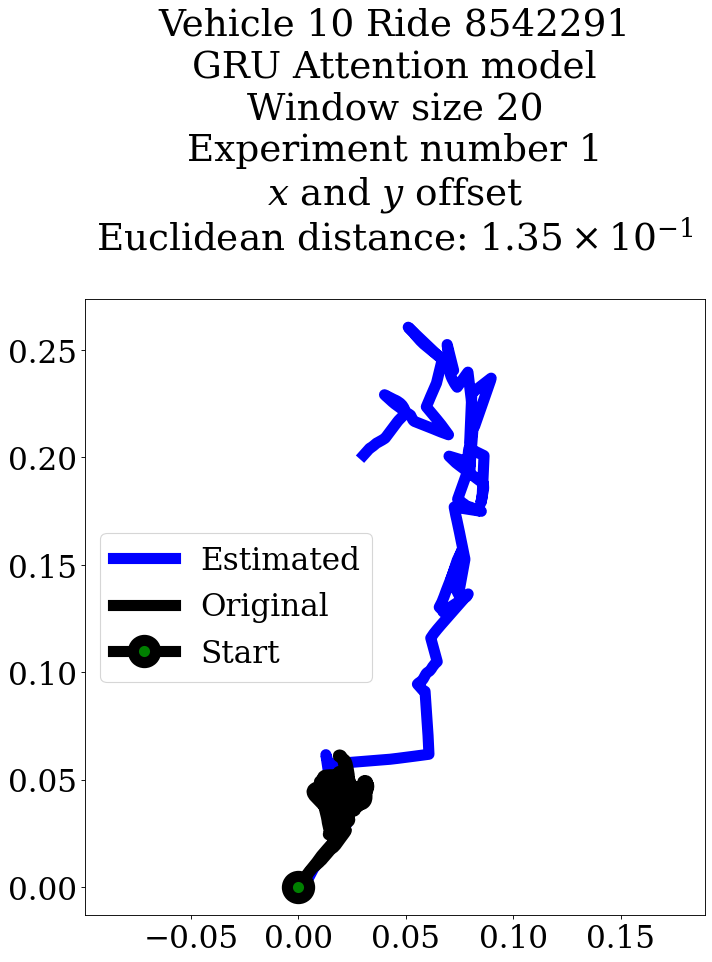 Vehicle 10 Ride 8542291
GRU Attention model
Window size 20
Experiment number 1
x and y offset
Euclidean distance: 1.35 × 10⁻¹
0.25
0.20
0.15
0.10
0.05
0.00
Estimated
Original
Start
−0.05 0.00 0.05 0.10 0.15